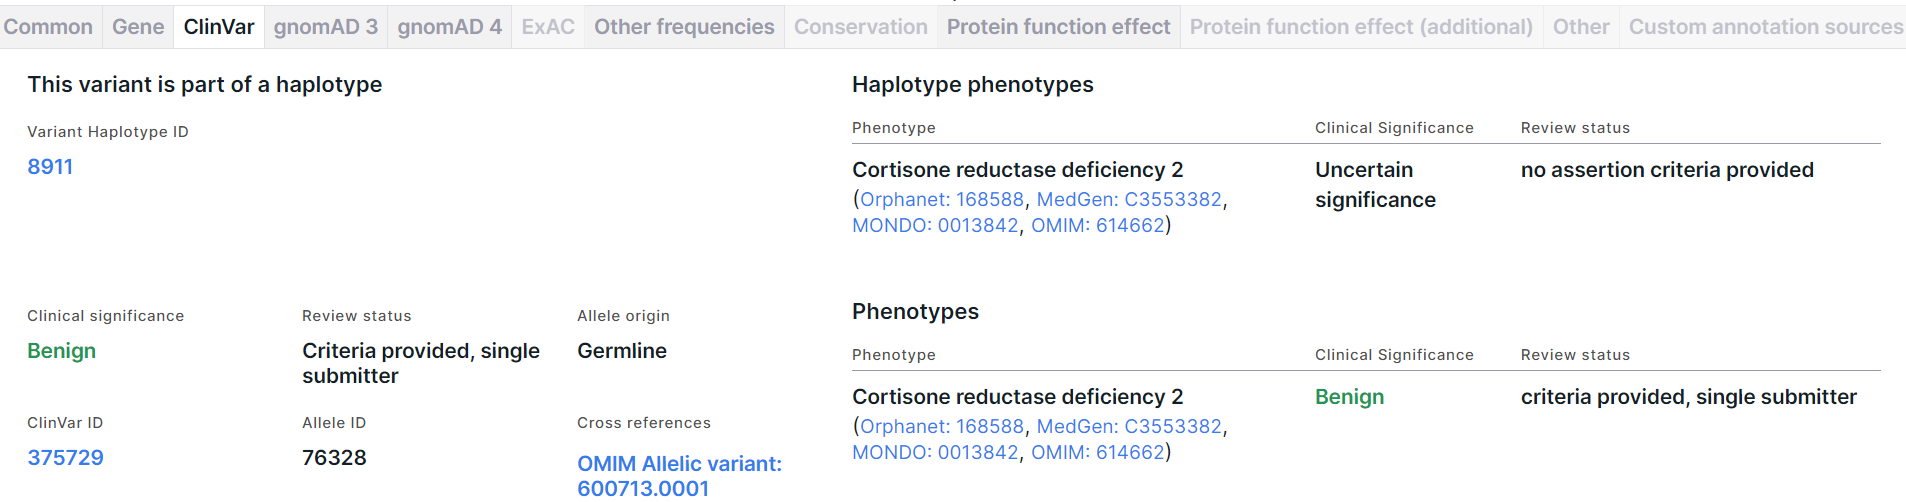 Common Gene ClinVar gnomAD 3 gnomAD 4 ExAC Other frequencies Conservation Protein function effect Protein function effect (additional) Other Custom annotation sources
This variant is part of a haplotype
Variant Haplotype ID
8911
Haplotype phenotypes
Phenotype Clinical Significance Review status
Cortisone reductase deficiency 2 Uncertain no assertion criteria provided
(Orphanet: 168588, MedGen: C3553382, significance
MONDO: 0013842, OMIM: 614662)
Clinical significance Review status Allele origin
Benign Criteria provided, single Germline
submitter
ClinVar ID Allele ID Cross references
375729 76328 OMIM Allelic variant:
600713.0001
Phenotypes
Phenotype Clinical Significance Review status
Cortisone reductase deficiency 2 Benign criteria provided, single submitter
(Orphanet: 168588, MedGen: C3553382,
MONDO: 0013842, OMIM: 614662)